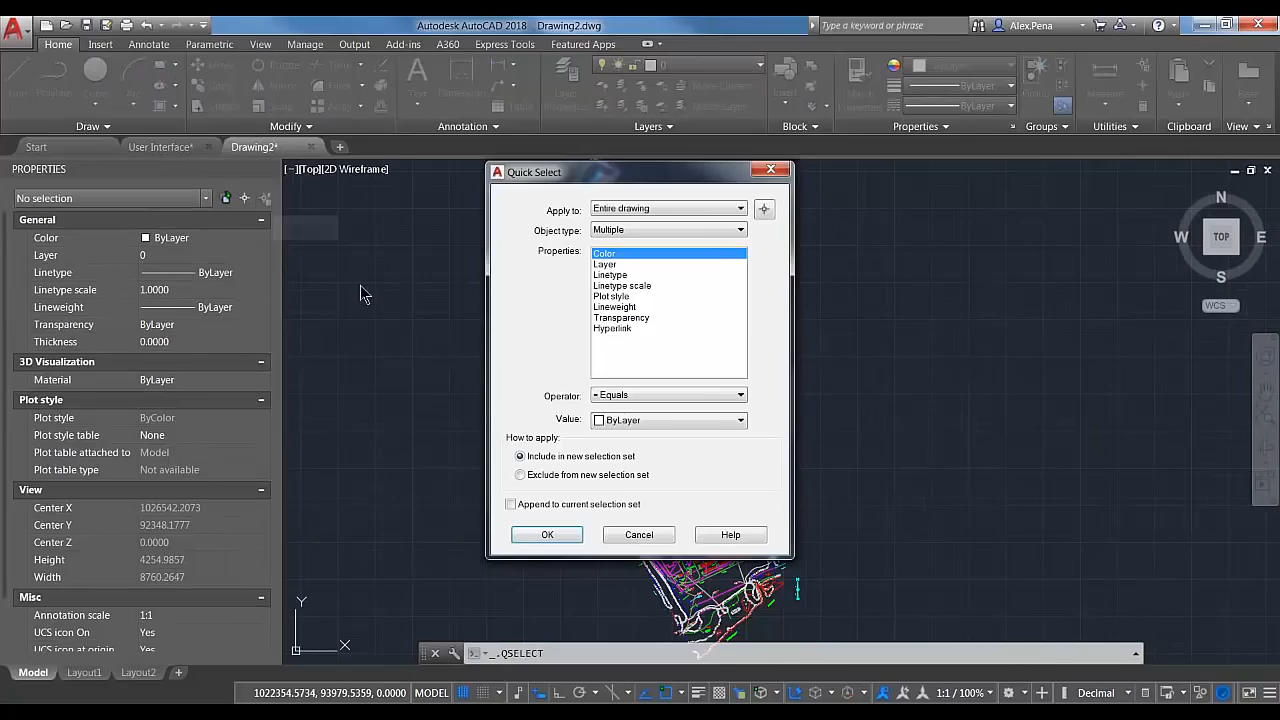 Autodesk AutoCAD 2018 Drawing2.dwg
Type a keyword or phrase
Alex.Pena
Home Insert Annotate Parametric View Manage Output Add-ins A360 Express Tools Featured Apps
0
ByLayer
ByLayer
Draw Modify Annotation Layers Block Properties Groups Utilities Clipboard View
Start User Interface* Drawing2*
PROPERTIES
No selection
General
Color ByLayer
Layer 0
Linetype ByLayer
Linetype scale 1.0000
Lineweight ByLayer
Transparency ByLayer
Thickness 0.0000
3D Visualization
Material ByLayer
Plot style
Plot style ByColor
Plot style table None
Plot table attached to Model
Plot table type Not available
View
Center X 1026542.2073
Center Y 92348.1777
Center Z 0.0000
Height 4254.9857
Width 8760.2647
Misc
Annotation scale 1:1
UCS icon On Yes
UCS icon at origin Yes
[−][Top][2D Wireframe]
Quick Select
Apply to: Entire drawing
Object type: Multiple
Properties: Color
Layer
Linetype
Linetype scale
Plot style
Lineweight
Transparency
Hyperlink
Operator: = Equals
Value: ByLayer
How to apply:
Include in new selection set
Exclude from new selection set
Append to current selection set
OK Cancel Help
N
W TOP E
S
WCS
Y
X
_.QSELECT
Model Layout1 Layout2
1022354.5734, 93979.5359, 0.0000 MODEL 1:1 / 100% Decimal